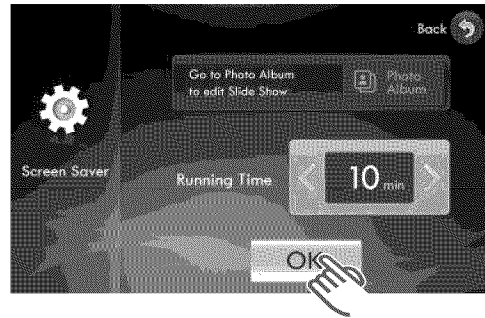 Back
Go to Photo Album
to edit Slide Show
Photo
Album
Screen Saver
Running Time
10 min
OK